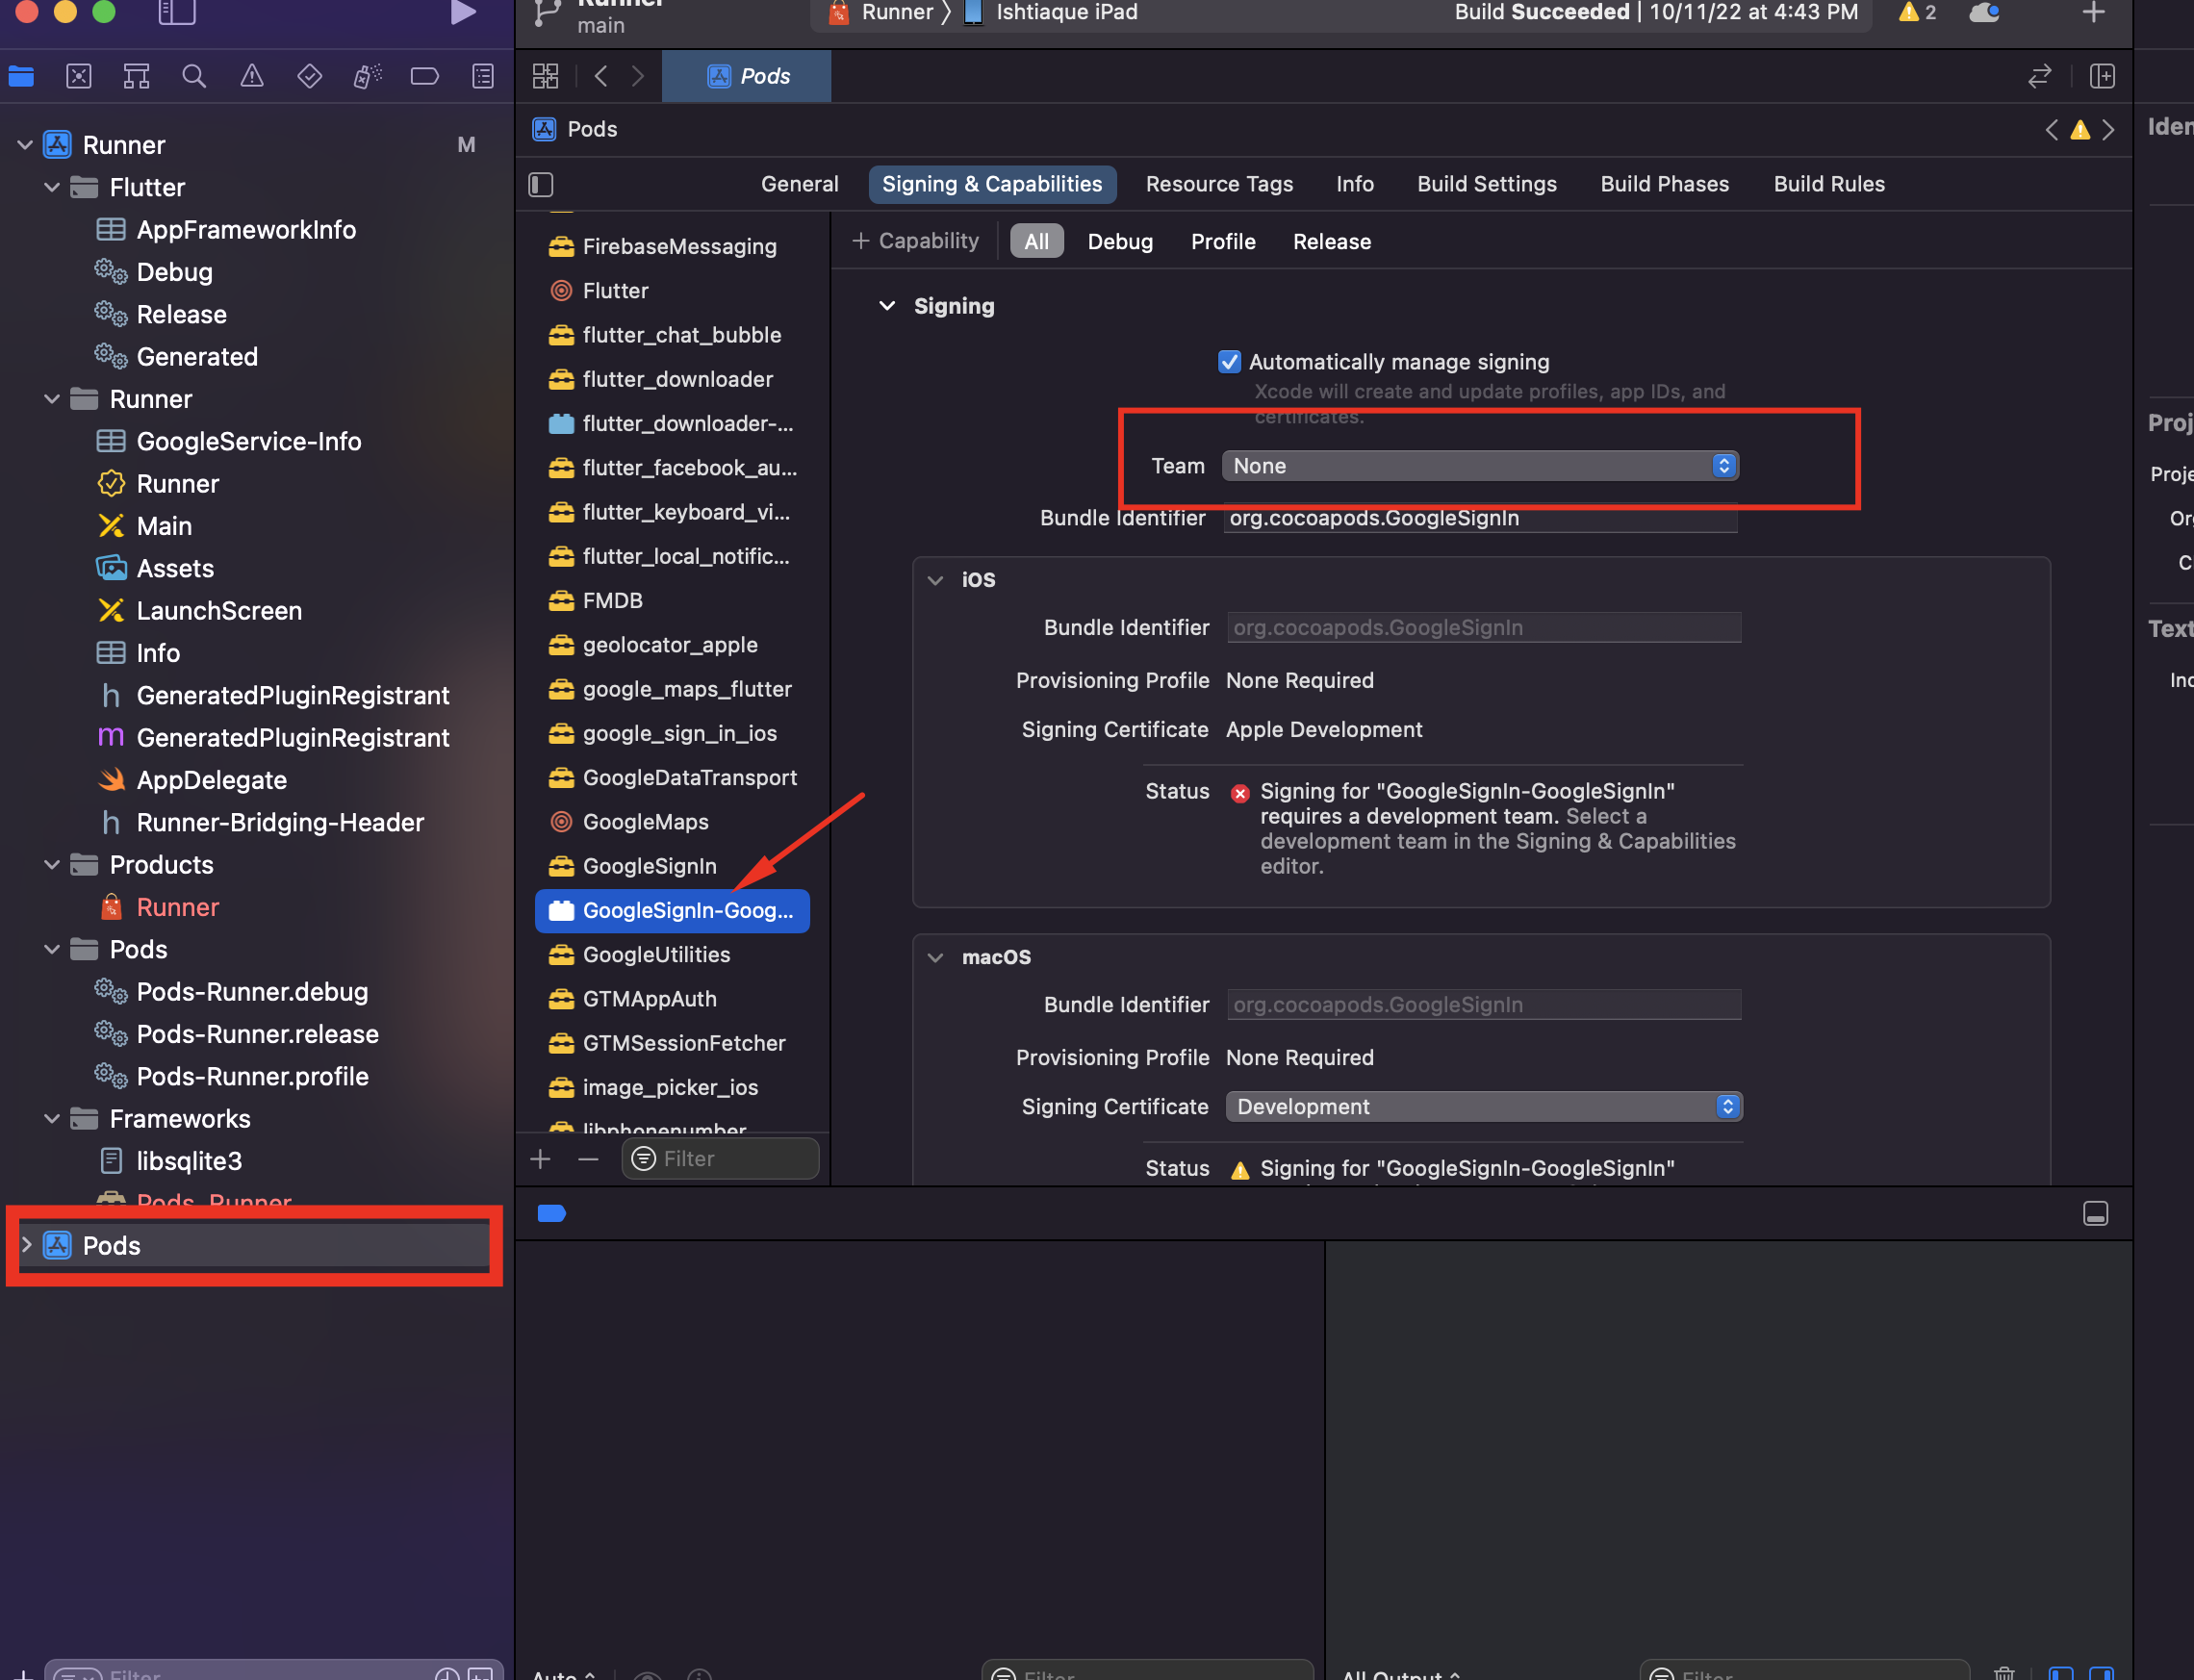 Runner
main
Runner
Ishtiaque iPad
Build Succeeded | 10/11/22 at 4:43 PM
2
Pods
Pods
General
Signing & Capabilities
Resource Tags
Info
Build Settings
Build Phases
Build Rules
Runner
M
Flutter
AppFrameworkInfo
Debug
Release
Generated
Runner
GoogleService-Info
Runner
Main
Assets
LaunchScreen
Info
h GeneratedPluginRegistrant
m GeneratedPluginRegistrant
AppDelegate
h Runner-Bridging-Header
Products
Runner
Pods
Pods-Runner.debug
Pods-Runner.release
Pods-Runner.profile
Frameworks
libsqlite3
Pods_Runner
Pods
Filter
FirebaseMessaging
Flutter
flutter_chat_bubble
flutter_downloader
flutter_downloader-...
flutter_facebook_au...
flutter_keyboard_vi...
flutter_local_notific...
FMDB
geolocator_apple
google_maps_flutter
google_sign_in_ios
GoogleDataTransport
GoogleMaps
GoogleSignIn
GoogleSignIn-Goog...
GoogleUtilities
GTMAppAuth
GTMSessionFetcher
image_picker_ios
libphonenumber
Filter
+ Capability
All
Debug
Profile
Release
Signing
Automatically manage signing
Xcode will create and update profiles, app IDs, and
certificates.
Team None
Bundle Identifier org.cocoapods.GoogleSignIn
iOS
Bundle Identifier org.cocoapods.GoogleSignIn
Provisioning Profile None Required
Signing Certificate Apple Development
Status Signing for "GoogleSignIn-GoogleSignIn"
requires a development team. Select a
development team in the Signing & Capabilities
editor.
macOS
Bundle Identifier org.cocoapods.GoogleSignIn
Provisioning Profile None Required
Signing Certificate Development
Status Signing for "GoogleSignIn-GoogleSignIn"
Auto
Filter
All Output
Filter